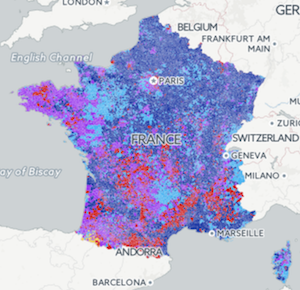 LONDON
BELGIUM
GER
FRANKFURT AM
MAIN
English Channel
PARIS
FRANCE
ZURI
SWITZERLAND
GENEVA
MILANO
ay of Biscay
MARSEILLE
ANDORRA
BARCELONA